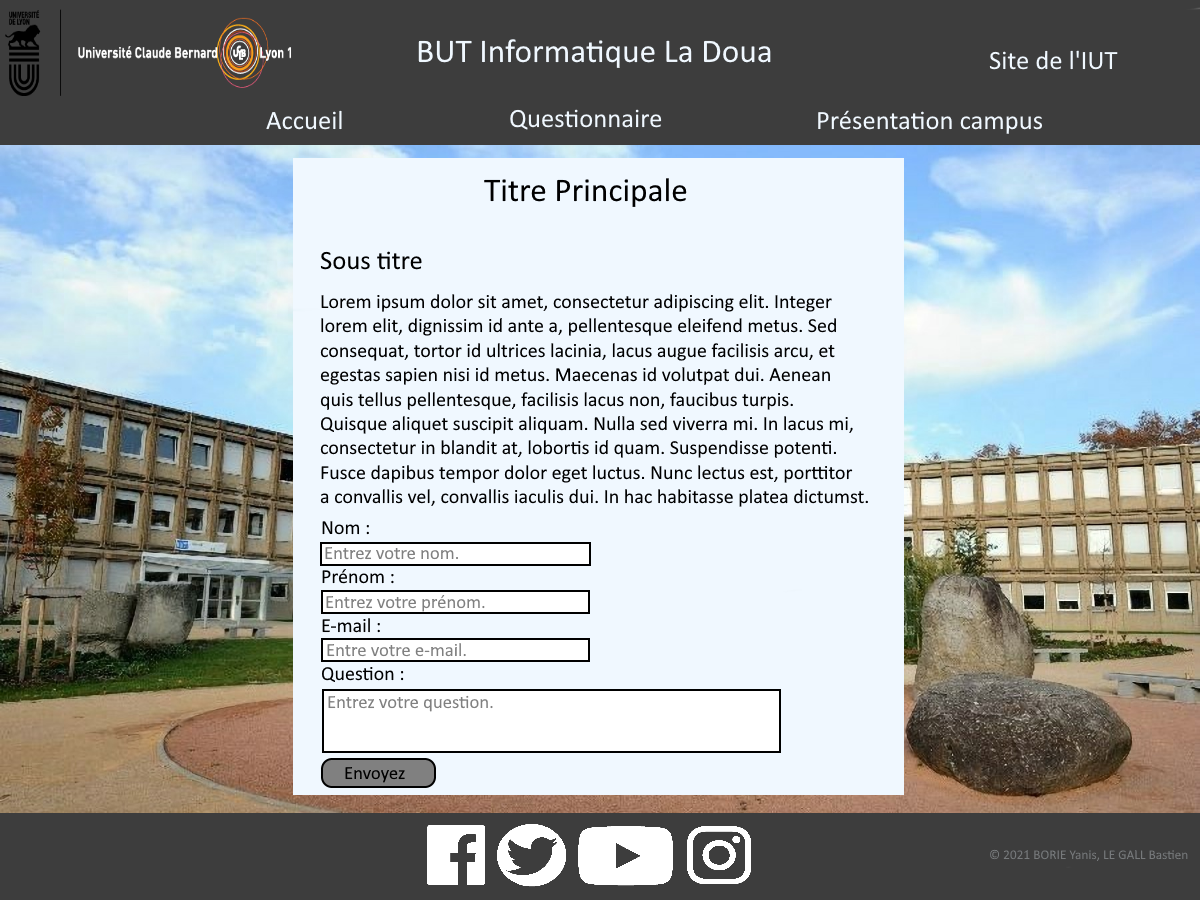 UNIVERSITÉ
DE LYON
Université Claude Bernard Lyon 1
BUT Informatique La Doua
Site de l'IUT
Accueil
Questionnaire
Présentation campus
Titre Principale
Sous titre
Lorem ipsum dolor sit amet, consectetur adipiscing elit. Integer
lorem elit, dignissim id ante a, pellentesque eleifend metus. Sed
consequat, tortor id ultrices lacinia, lacus augue facilisis arcu, et
egestas sapien nisi id metus. Maecenas id volutpat dui. Aenean
quis tellus pellentesque, facilisis lacus non, faucibus turpis.
Quisque aliquet suscipit aliquam. Nulla sed viverra mi. In lacus mi,
consectetur in blandit at, lobortis id quam. Suspendisse potenti.
Fusce dapibus tempor dolor eget luctus. Nunc lectus est, porttitor
a convallis vel, convallis iaculis dui. In hac habitasse platea dictumst.
Nom :
Entrez votre nom.
Prénom :
Entrez votre prénom.
E-mail :
Entre votre e-mail.
Question :
Entrez votre question.
Envoyez
© 2021 BORIE Yanis, LE GALL Bastien